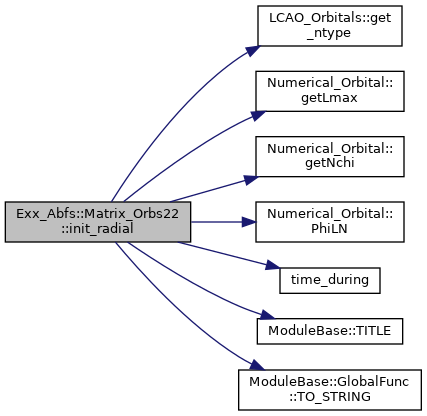 LCAO_Orbitals::get
_ntype
Numerical_Orbital::
getLmax
Numerical_Orbital::
getNchi
Exx_Abfs::Matrix_Orbs22
::init_radial
Numerical_Orbital::
PhiLN
time_during
ModuleBase::TITLE
ModuleBase::GlobalFunc
::TO_STRING